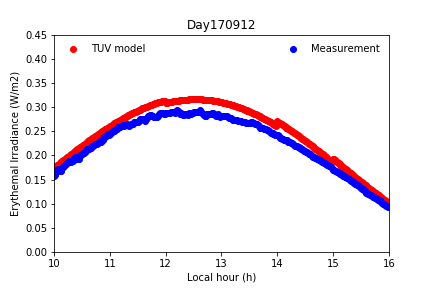 Day170912
TUV model
Measurement
Erythemal Irradiance (W/m2)
0.45
0.40
0.35
0.30
0.25
0.20
0.15
0.10
0.05
0.00
10 11 12 13 14 15 16
Local hour (h)